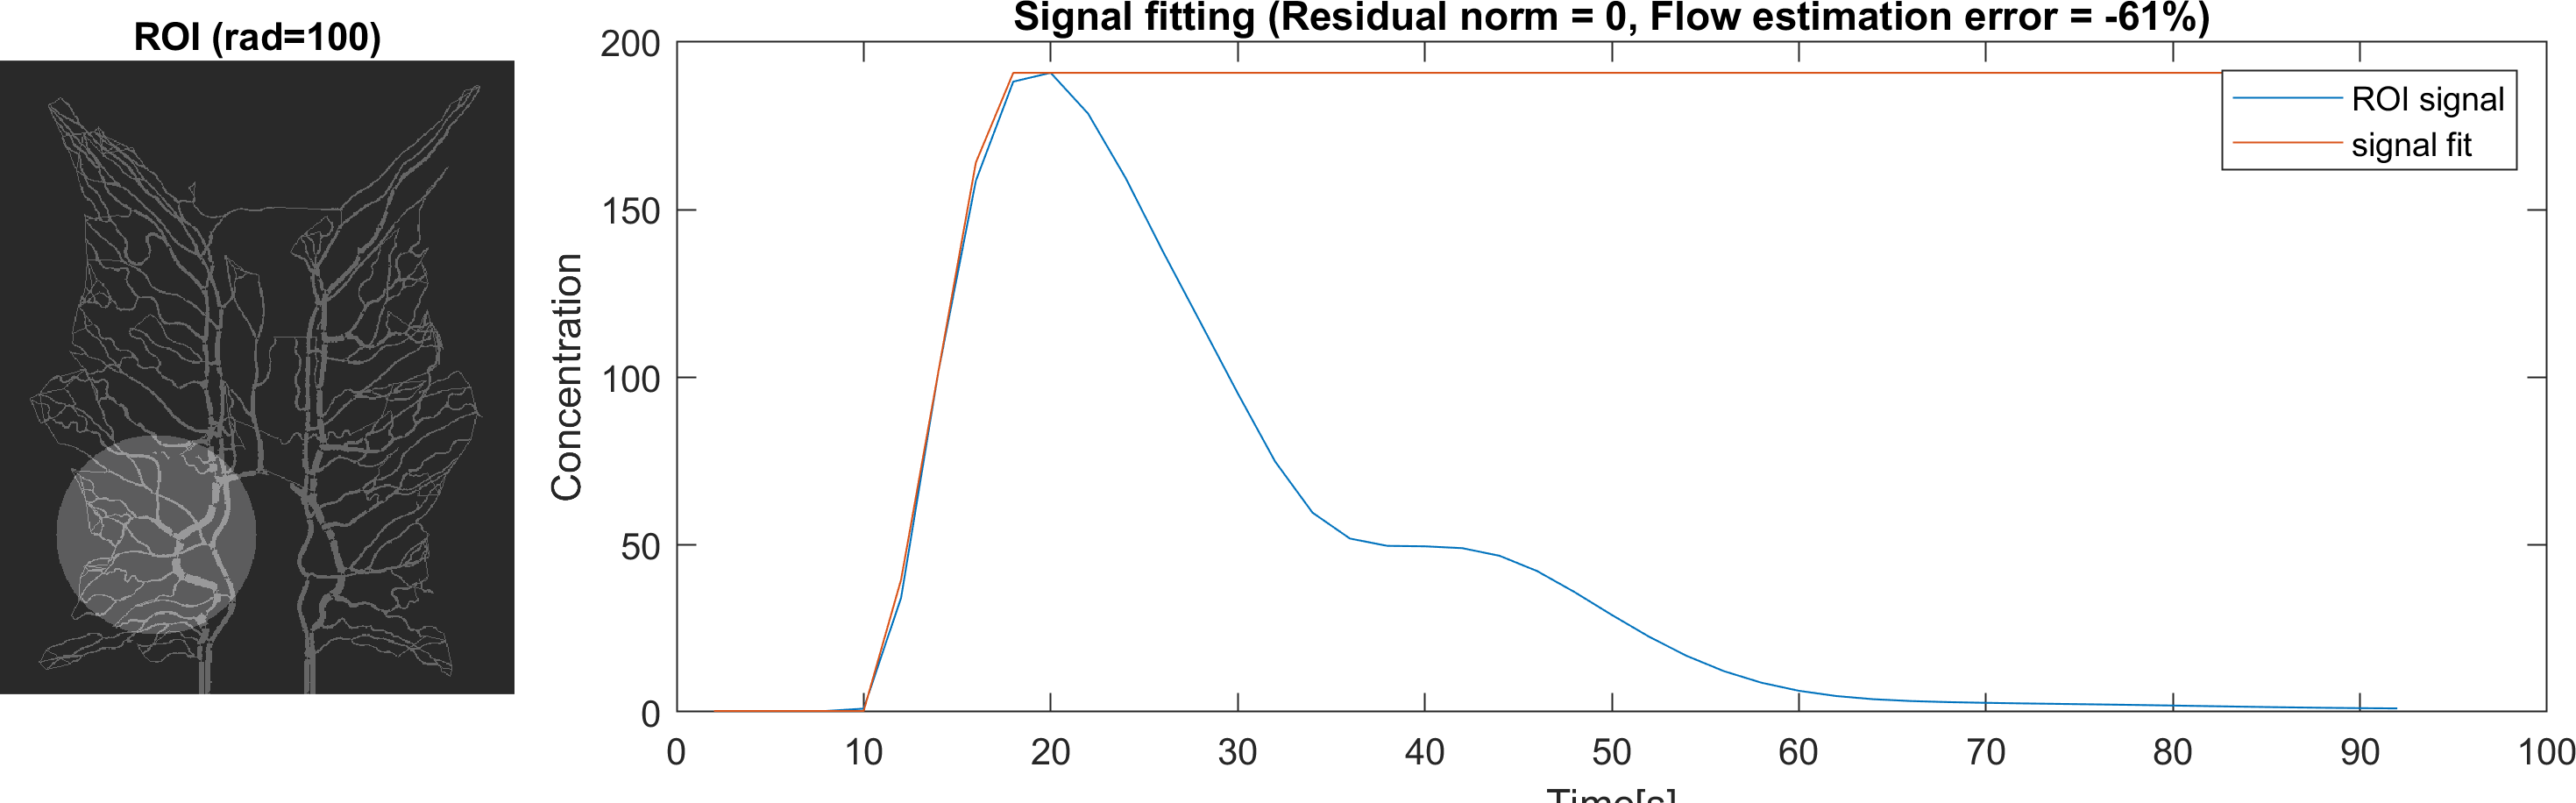 ROI (rad=100)
Signal fitting (Residual norm = 0, Flow estimation error = -61%)
200
150
100
50
0
Concentration
ROI signal
signal fit
0 10 20 30 40 50 60 70 80 90 100
Time[s]